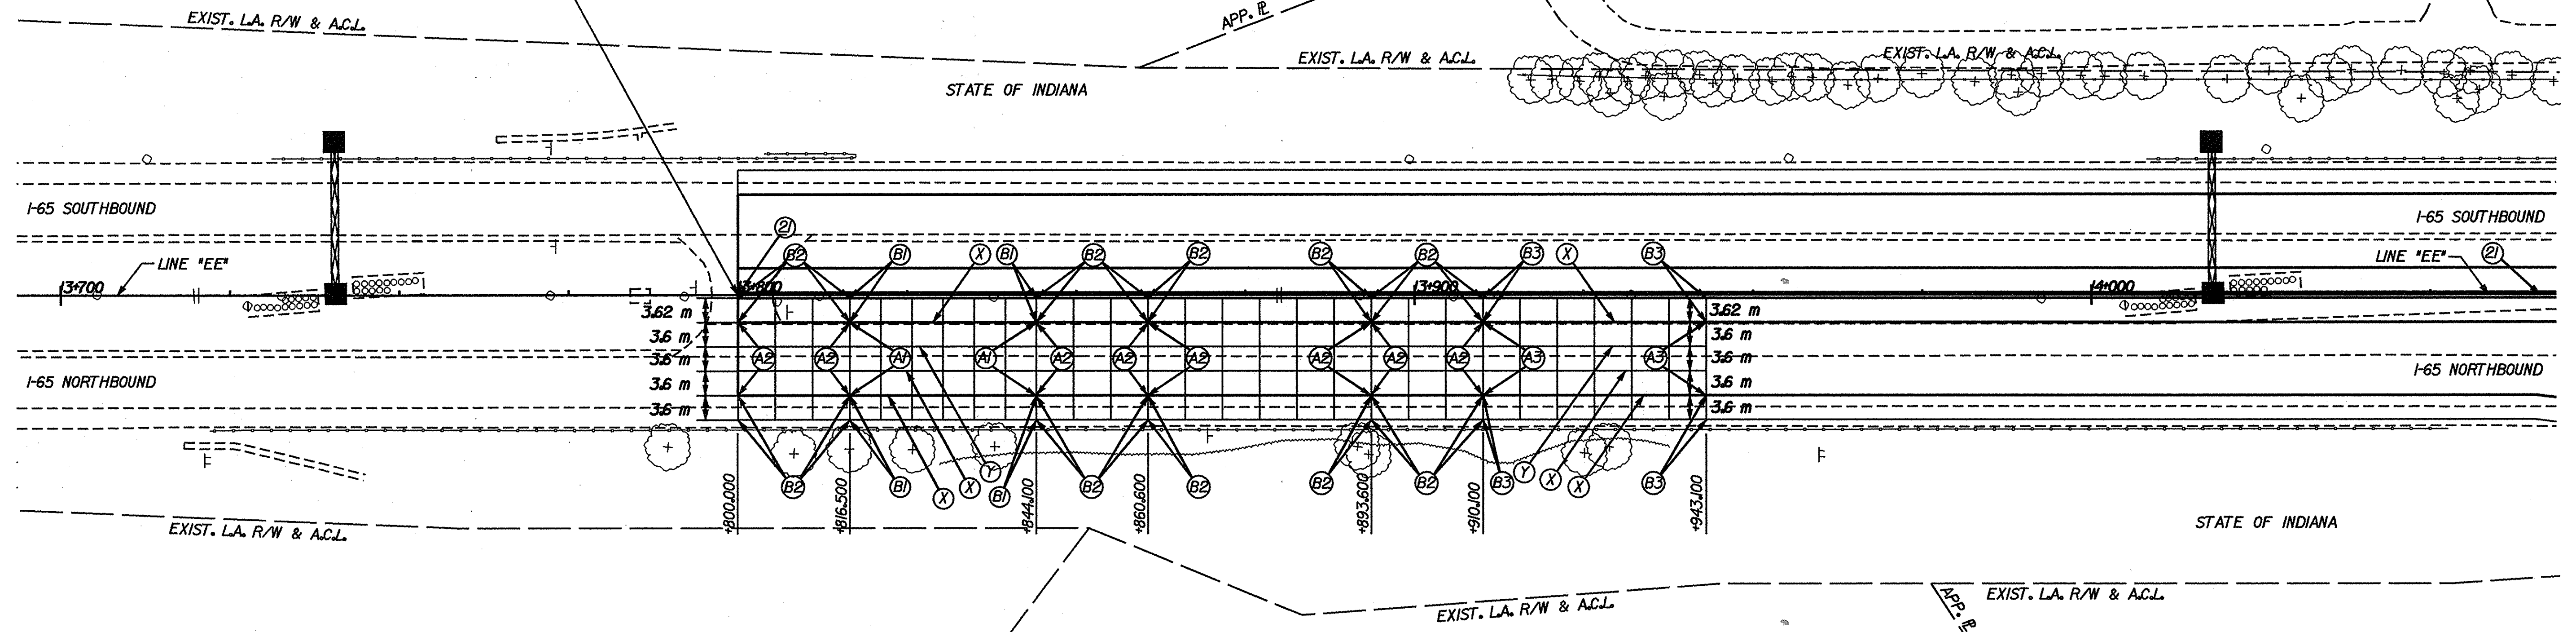 EXIST. L.A. R/W & A.C.L.
APP. PL
EXIST. L.A. R/W & A.C.L.
EXIST. L.A. R/W & A.C.L.
STATE OF INDIANA
I-65 SOUTHBOUND
I-65 SOUTHBOUND
21
B2
B1
X
B1
B2
B2
B2
B2
B3
X
B3
LINE "EE"
LINE "EE"
21
13+700
13+800
13+900
14+000
3.62 m
3.62 m
3.6 m
3.6 m
3.6 m
A2
A2
A1
A1
A2
A2
A2
A2
A2
A2
A3
A3
3.6 m
I-65 NORTHBOUND
3.6 m
3.6 m
I-65 NORTHBOUND
3.6 m
3.6 m
B2
B1
X
X
Y
B1
B2
B2
B2
B2
B3
Y
X
X
B3
+800.000
+816.500
+844.100
+860.600
+893.600
+910.100
+943.100
EXIST. L.A. R/W & A.C.L.
STATE OF INDIANA
EXIST. L.A. R/W & A.C.L.
APP. PL
EXIST. L.A. R/W & A.C.L.